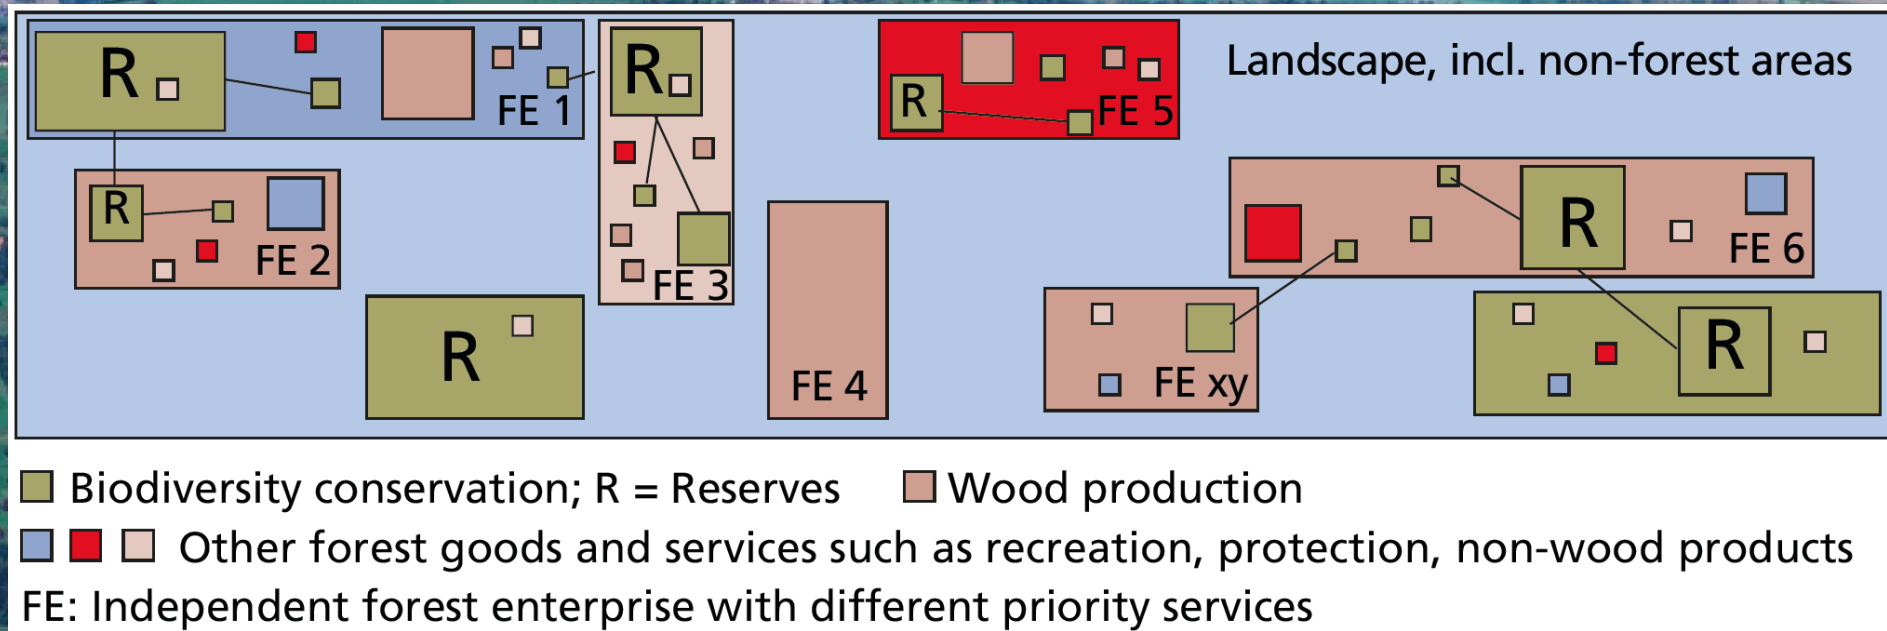 R
FE 1
R
FE 3
R
FE 5
Landscape, incl. non-forest areas
R
FE 2
R
FE 4
R
FE 6
FE xy
R
Biodiversity conservation; R = Reserves
Wood production
Other forest goods and services such as recreation, protection, non-wood products
FE: Independent forest enterprise with different priority services